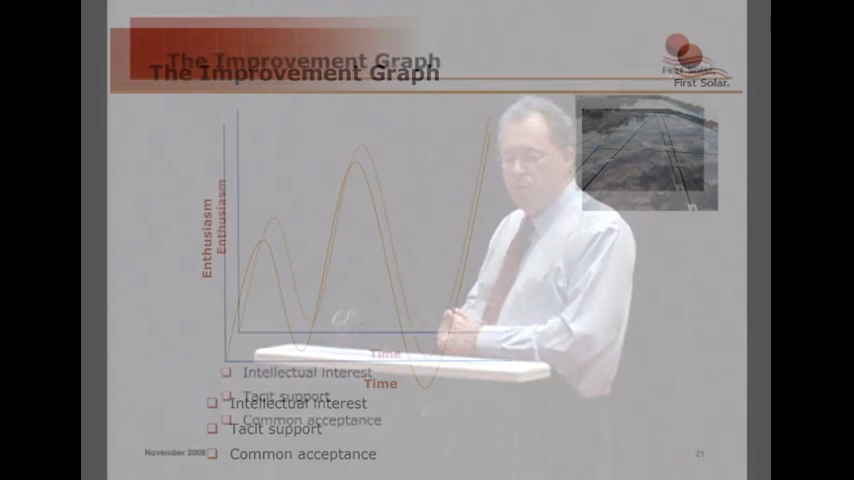 The Improvement Graph
The Improvement Graph
First Solar.
First Solar.
Enthusiasm
Enthusiasm
Time
Time
Intellectual interest
Tacit support
Intellectual interest
Common acceptance
Tacit support
Common acceptance
November 2008
21